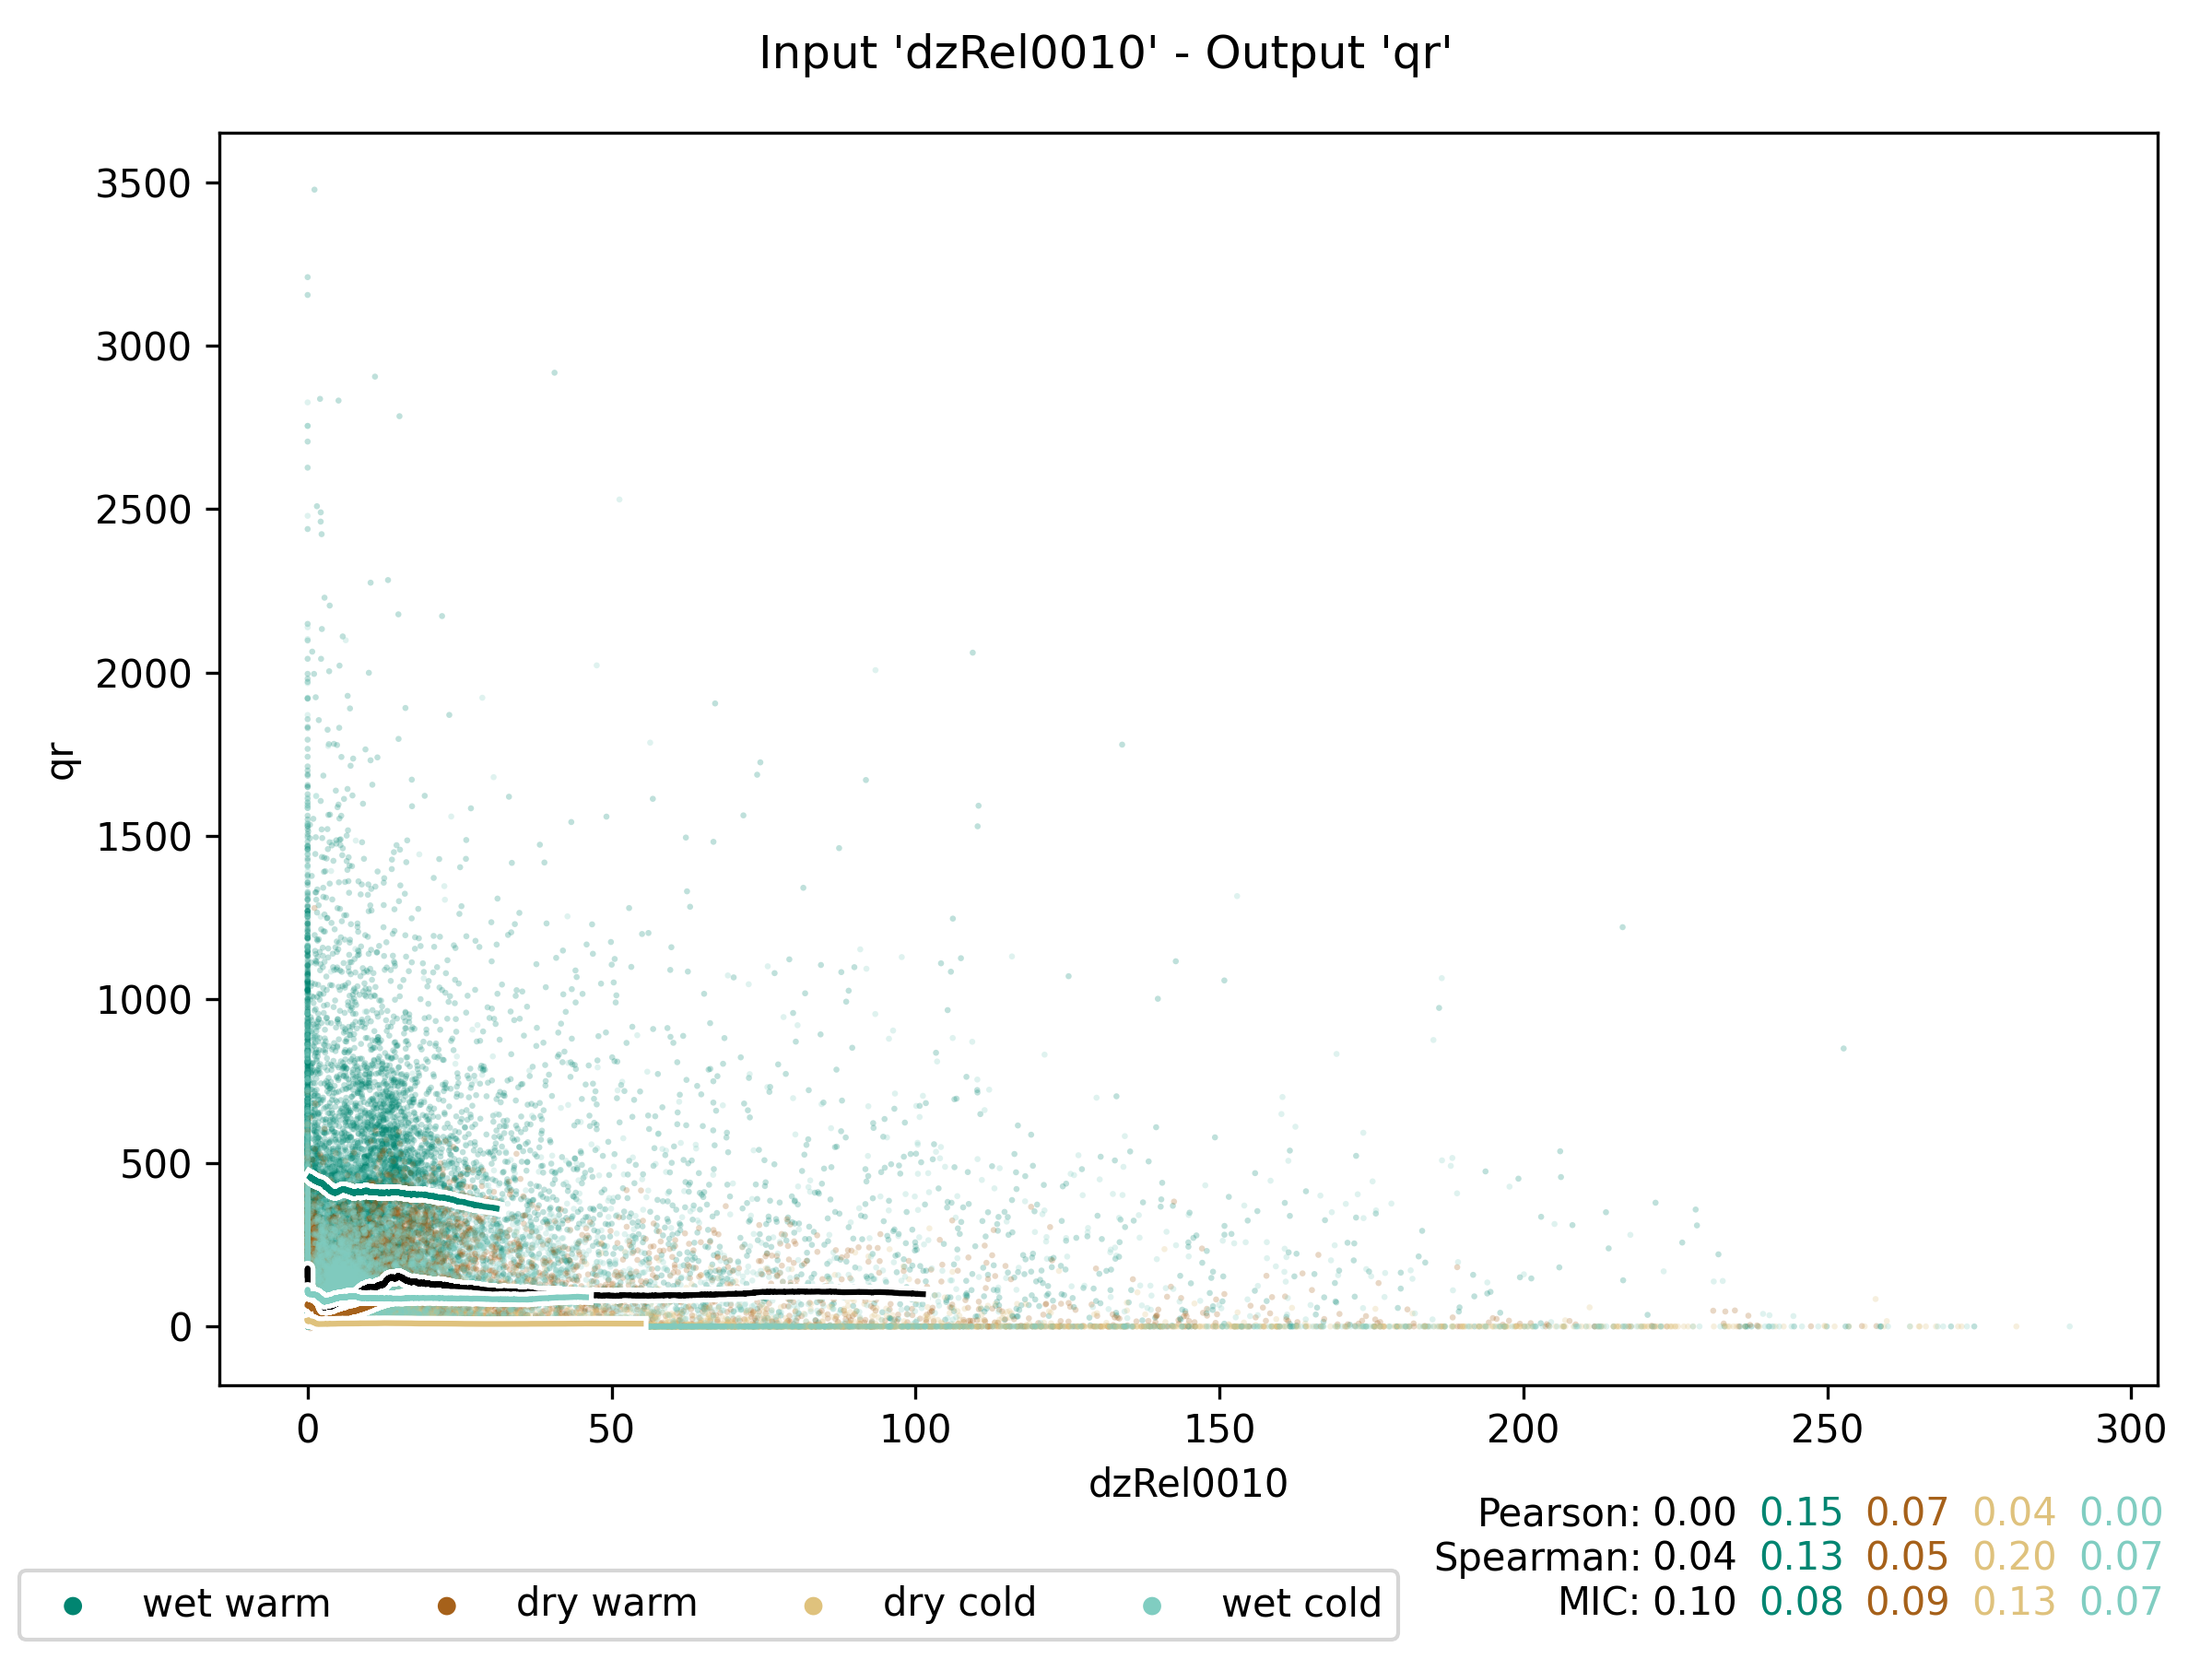 Input 'dzRel0010' - Output 'qr'
3500
3000
2500
2000
1500
1000
500
0
qr
0 50 100 150 200 250 300
dzRel0010
Pearson: 0.00 0.15 0.07 0.04 0.00
Spearman: 0.04 0.13 0.05 0.20 0.07
MIC: 0.10 0.08 0.09 0.13 0.07
wet warm dry warm dry cold wet cold